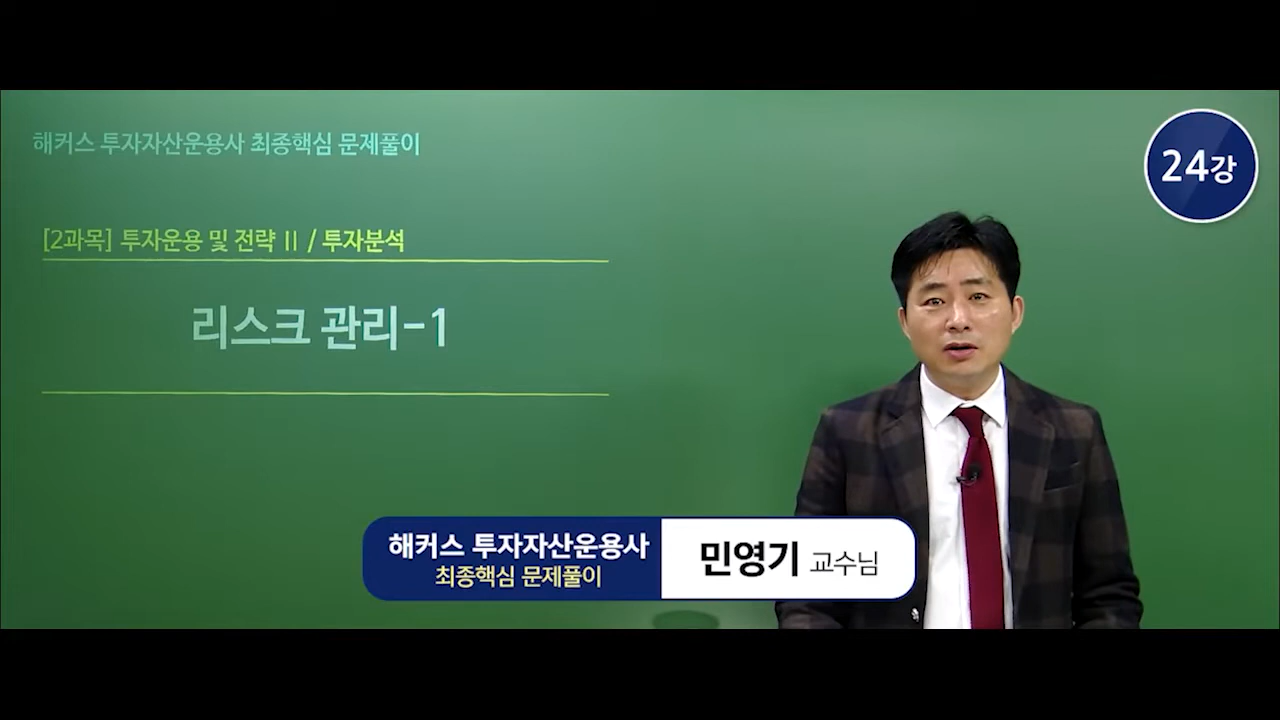 해커스 투자자산운용사 최종핵심 문제풀이
24강
[2과목] 투자운용 및 전략 II / 투자분석
리스크 관리-1
해커스 투자자산운용사
최종핵심 문제풀이
민영기 교수님